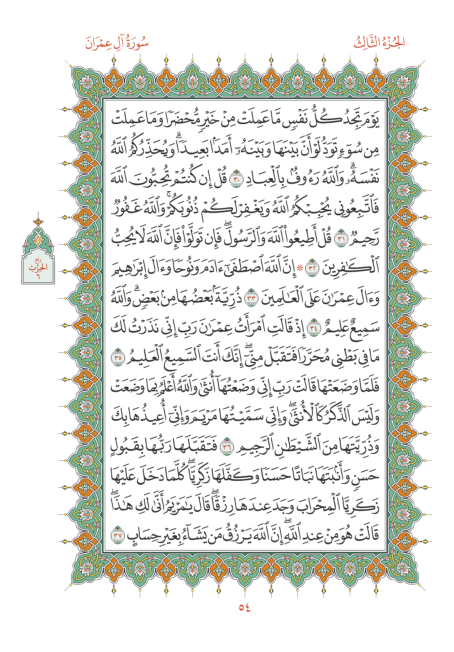 الجُزْءُ الثَّالِثُ
سُورَةُ آلِ عِمْرَانَ
يَوْمَ تَجِدُ كُلُّ نَفْسٍ مَّا عَمِلَتْ مِنْ خَيْرٍ مُّحْضَرًا وَمَا عَمِلَتْ
مِن سُوٓءٍ تَوَدُّ لَوْ أَنَّ بَيْنَهَا وَبَيْنَهُۥٓ أَمَدَۢا بَعِيدًاۗ وَيُحَذِّرُكُمُ ٱللَّهُ
نَفْسَهُۥۗ وَٱللَّهُ رَءُوفُۢ بِٱلْعِبَادِ ٣٠ قُلْ إِن كُنتُمْ تُحِبُّونَ ٱللَّهَ
فَٱتَّبِعُونِي يُحْبِبْكُمُ ٱللَّهُ وَيَغْفِرْ لَكُمْ ذُنُوبَكُمْۗ وَٱللَّهُ غَفُورٌ
رَّحِيمٌ ٣١ قُلْ أَطِيعُوا۟ ٱللَّهَ وَٱلرَّسُولَۖ فَإِن تَوَلَّوْا۟ فَإِنَّ ٱللَّهَ لَا يُحِبُّ
ٱلْكَٰفِرِينَ ٣٢ ۞ إِنَّ ٱللَّهَ ٱصْطَفَىٰٓ ءَادَمَ وَنُوحًا وَءَالَ إِبْرَٰهِيمَ
وَءَالَ عِمْرَٰنَ عَلَى ٱلْعَٰلَمِينَ ٣٣ ذُرِّيَّةَۢ بَعْضُهَا مِنۢ بَعْضٍۗ وَٱللَّهُ
سَمِيعٌ عَلِيمٌ ٣٤ إِذْ قَالَتِ ٱمْرَأَتُ عِمْرَٰنَ رَبِّ إِنِّي نَذَرْتُ لَكَ
مَا فِي بَطْنِي مُحَرَّرًا فَتَقَبَّلْ مِنِّيٓۖ إِنَّكَ أَنتَ ٱلسَّمِيعُ ٱلْعَلِيمُ ٣٥
فَلَمَّا وَضَعَتْهَا قَالَتْ رَبِّ إِنِّي وَضَعْتُهَآ أُنثَىٰ وَٱللَّهُ أَعْلَمُ بِمَا وَضَعَتْ
وَلَيْسَ ٱلذَّكَرُ كَٱلْأُنثَىٰۖ وَإِنِّي سَمَّيْتُهَا مَرْيَمَ وَإِنِّيٓ أُعِيذُهَا بِكَ
وَذُرِّيَّتَهَا مِنَ ٱلشَّيْطَٰنِ ٱلرَّجِيمِ ٣٦ فَتَقَبَّلَهَا رَبُّهَا بِقَبُولٍ
حَسَنٍ وَأَنۢبَتَهَا نَبَاتًا حَسَنًا وَكَفَّلَهَا زَكَرِيَّاۖ كُلَّمَا دَخَلَ عَلَيْهَا
زَكَرِيَّا ٱلْمِحْرَابَ وَجَدَ عِندَهَا رِزْقًاۖ قَالَ يَٰمَرْيَمُ أَنَّىٰ لَكِ هَٰذَاۖ
قَالَتْ هُوَ مِنْ عِندِ ٱللَّهِۖ إِنَّ ٱللَّهَ يَرْزُقُ مَن يَشَآءُ بِغَيْرِ حِسَابٍ ٣٧
٥٤